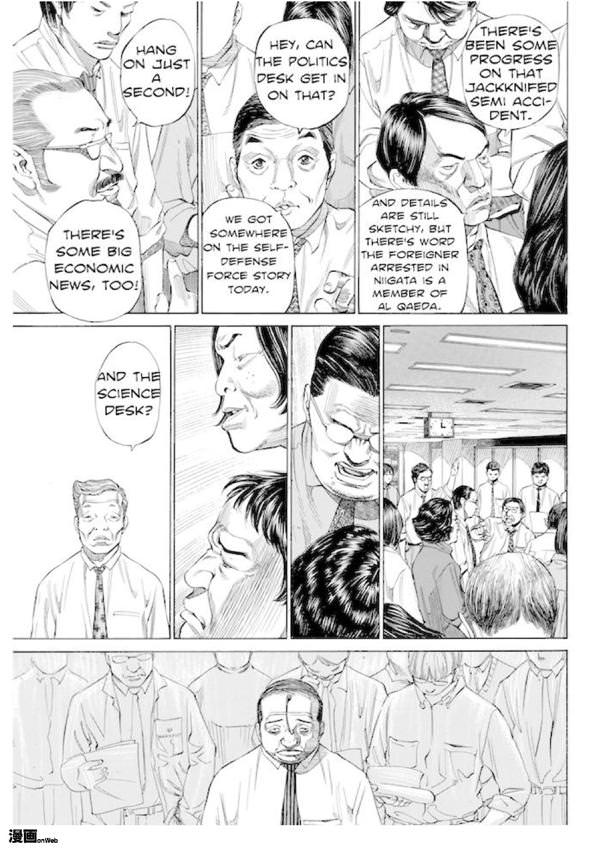 HANG
ON JUST
A
SECOND!
THERE'S
SOME BIG
ECONOMIC
NEWS, TOO!
HEY, CAN
THE POLITICS
DESK GET IN
ON THAT?
WE GOT
SOMEWHERE
ON THE SELF-
DEFENSE
FORCE STORY
TODAY.
THERE'S
BEEN SOME
PROGRESS
ON THAT
JACKKNIFED
SEMI ACCI-
DENT.
AND DETAILS
ARE STILL
SKETCHY, BUT
THERE'S WORD
THE FOREIGNER
ARRESTED IN
NIIGATA IS A
MEMBER OF
AL QAEDA.
AND THE
SCIENCE
DESK?
漫画onWeb